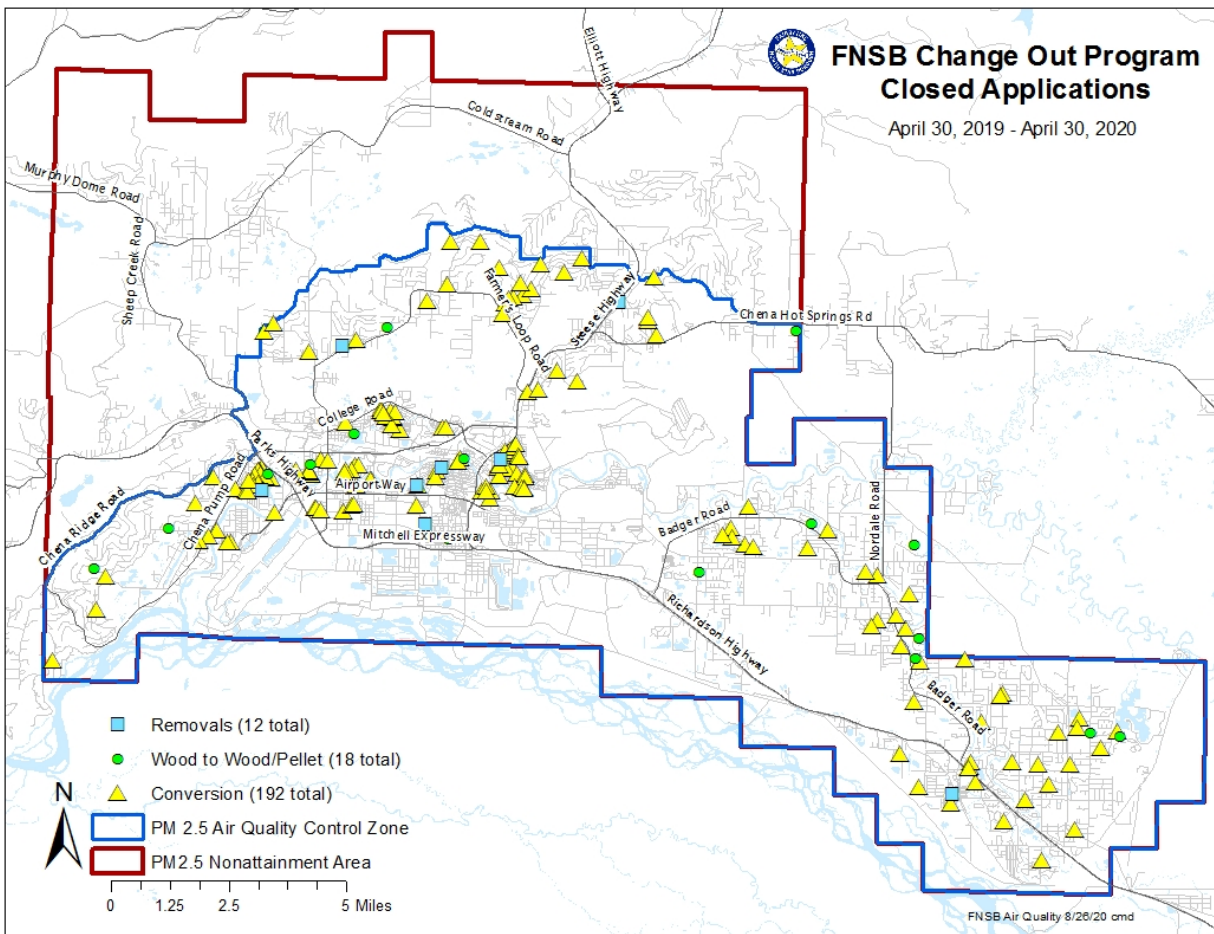 FNSB Change Out Program
Closed Applications
April 30, 2019 - April 30, 2020
Elliott Highway
Goldstream Road
Murphy Dome Road
Sheep Creek Road
Farmer's Loop Road
Steese Highway
Chena Hot Springs Rd
College Road
Parks Highway
Airport Way
Chena Pump Road
Chena Ridge Road
Mitchell Expressway
Badger Road
Nordale Road
Richardson Highway
Badger Road
Removals (12 total)
Wood to Wood/Pellet (18 total)
Conversion (192 total)
PM 2.5 Air Quality Control Zone
PM2.5 Nonattainment Area
N
0 1.25 2.5 5 Miles
FNSB Air Quality 8/26/20 cmd